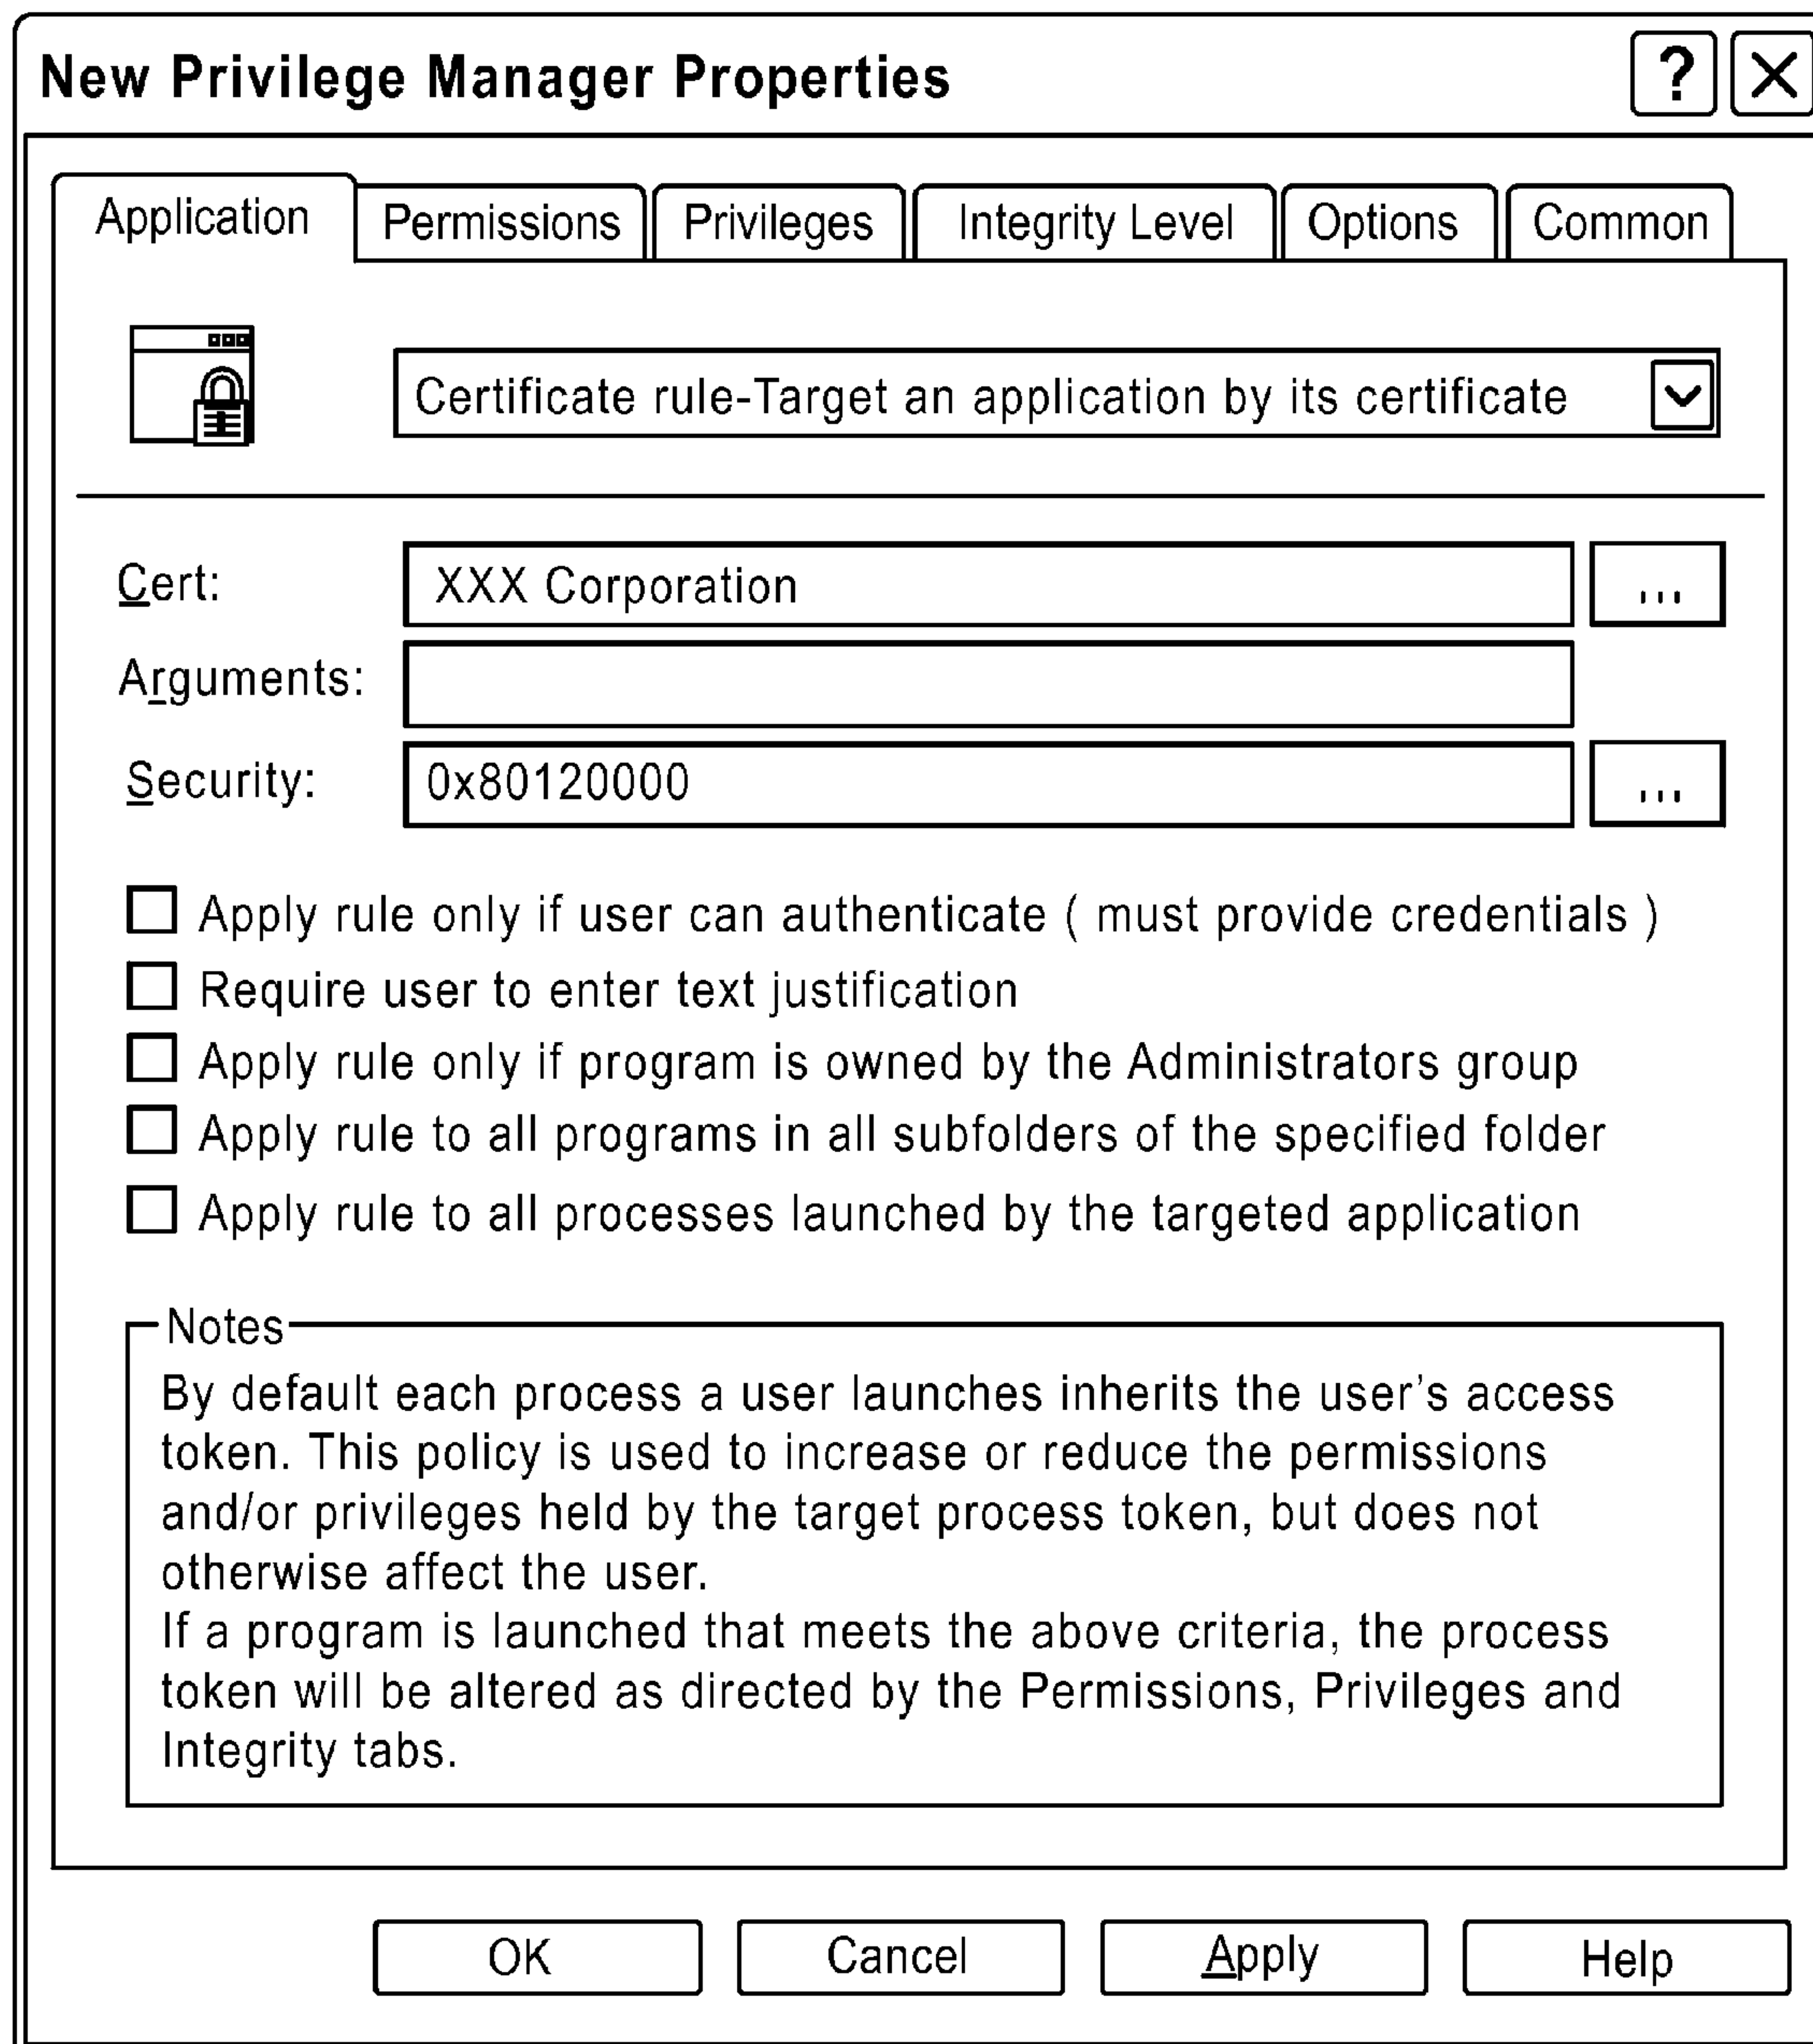 New Privilege Manager Properties ? X
Application Permissions Privileges Integrity Level Options Common
Certificate rule-Target an application by its certificate
Cert: XXX Corporation ...
Arguments:
Security: 0x80120000 ...
Apply rule only if user can authenticate ( must provide credentials )
Require user to enter text justification
Apply rule only if program is owned by the Administrators group
Apply rule to all programs in all subfolders of the specified folder
Apply rule to all processes launched by the targeted application
Notes
By default each process a user launches inherits the user's access
token. This policy is used to increase or reduce the permissions
and/or privileges held by the target process token, but does not
otherwise affect the user.
If a program is launched that meets the above criteria, the process
token will be altered as directed by the Permissions, Privileges and
Integrity tabs.
OK Cancel Apply Help